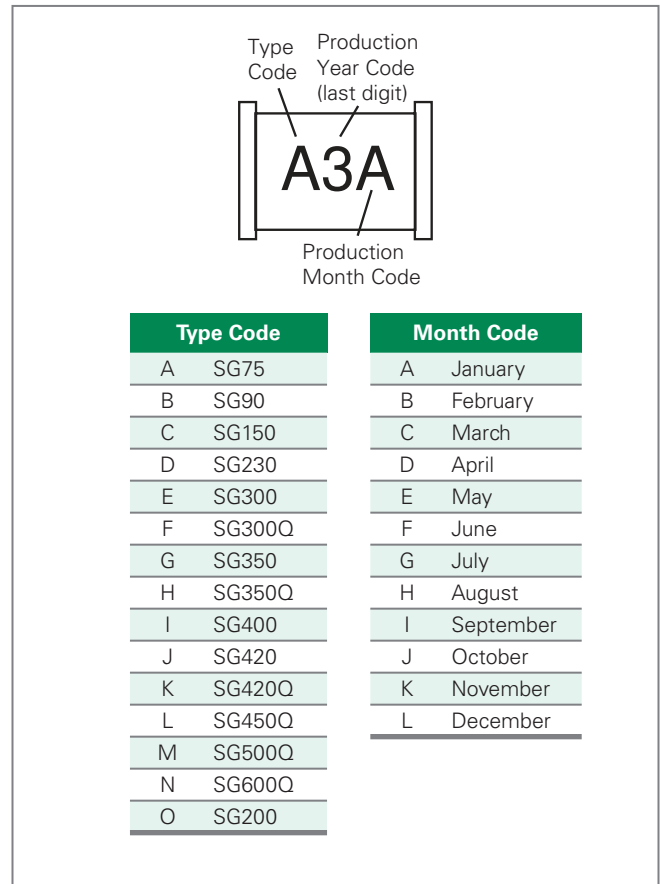 Type
Code
Production
Year Code
(last digit)
A3A
Production
Month Code
Type Code
A SG75
B SG90
C SG150
D SG230
E SG300
F SG300Q
G SG350
H SG350Q
I SG400
J SG420
K SG420Q
L SG450Q
M SG500Q
N SG600Q
O SG200
Month Code
A January
B February
C March
D April
E May
F June
G July
H August
I September
J October
K November
L December